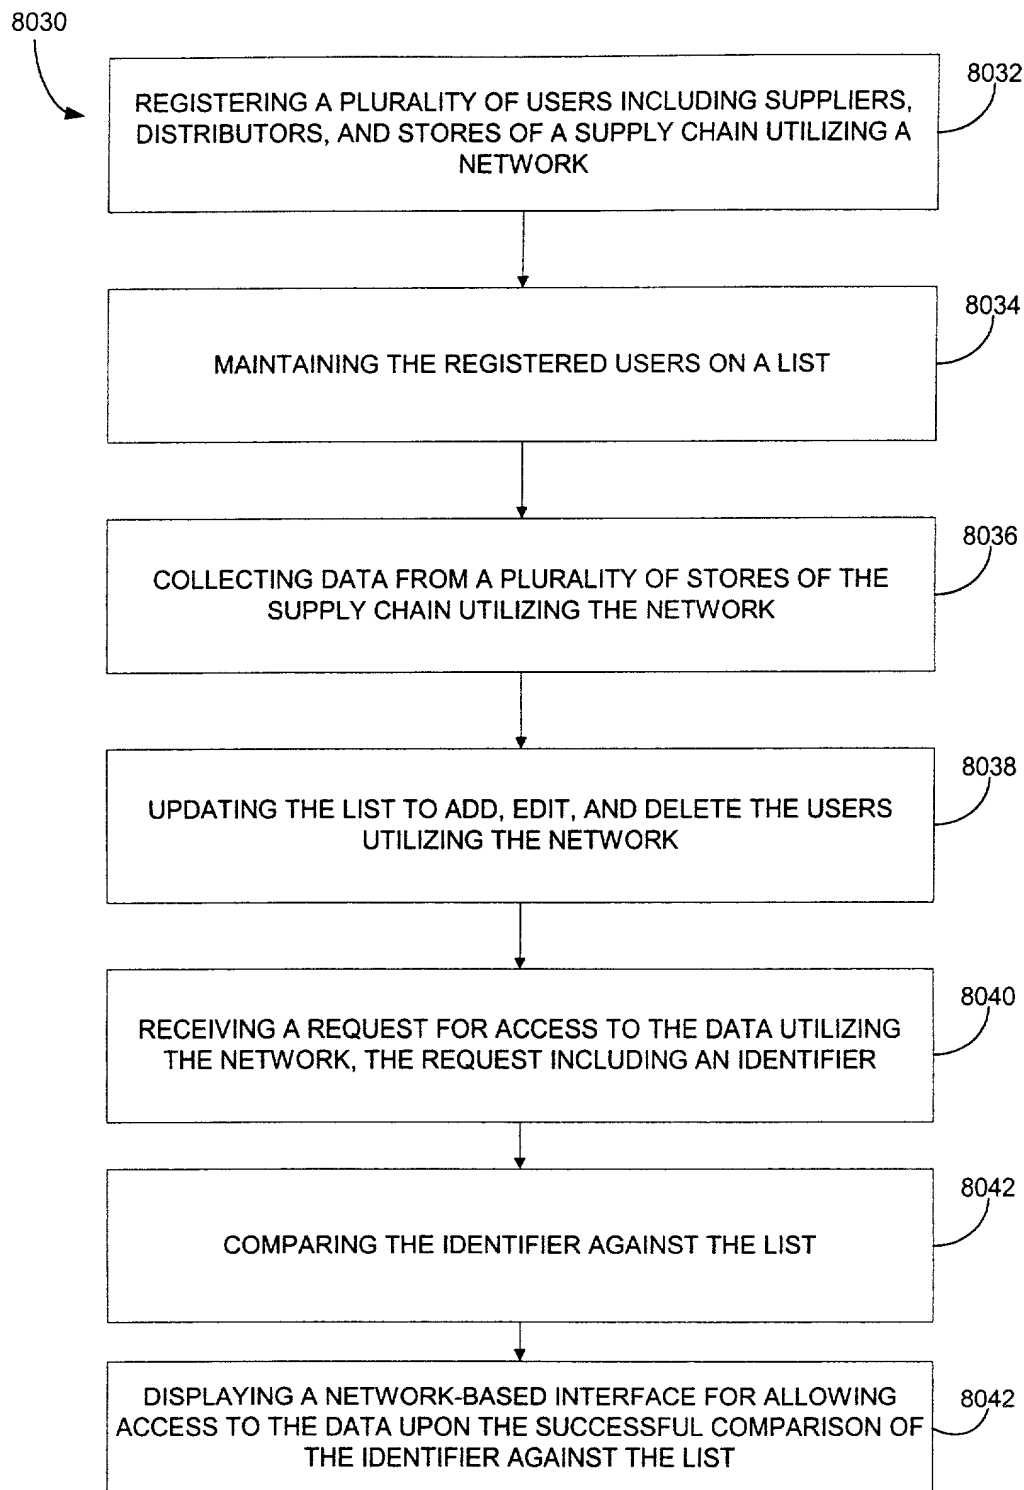 8030
8032
REGISTERING A PLURALITY OF USERS INCLUDING SUPPLIERS,
DISTRIBUTORS, AND STORES OF A SUPPLY CHAIN UTILIZING A
NETWORK
8034
MAINTAINING THE REGISTERED USERS ON A LIST
8036
COLLECTING DATA FROM A PLURALITY OF STORES OF THE
SUPPLY CHAIN UTILIZING THE NETWORK
8038
UPDATING THE LIST TO ADD, EDIT, AND DELETE THE USERS
UTILIZING THE NETWORK
8040
RECEIVING A REQUEST FOR ACCESS TO THE DATA UTILIZING
THE NETWORK, THE REQUEST INCLUDING AN IDENTIFIER
8042
COMPARING THE IDENTIFIER AGAINST THE LIST
8042
DISPLAYING A NETWORK-BASED INTERFACE FOR ALLOWING
ACCESS TO THE DATA UPON THE SUCCESSFUL COMPARISON OF
THE IDENTIFIER AGAINST THE LIST